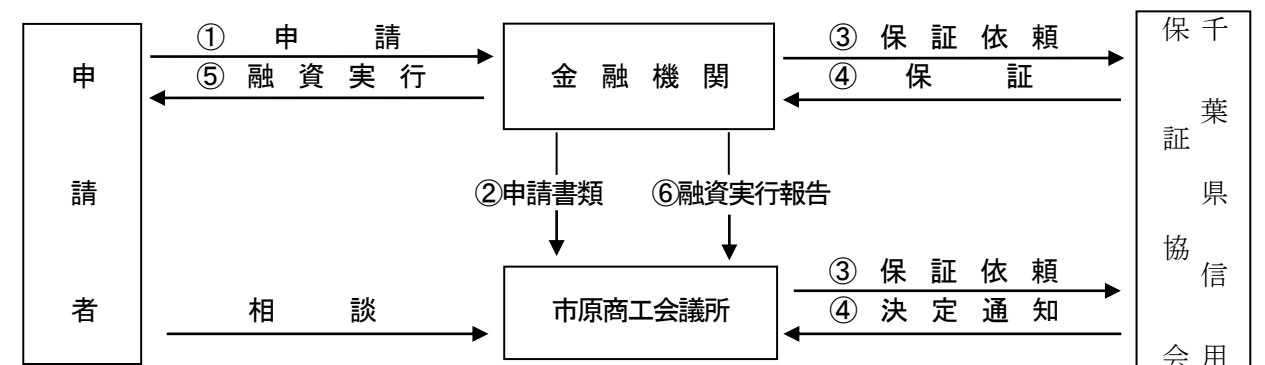 申請者
① 申 請
⑤ 融 資 実 行
金 融 機 関
③ 保 証 依 頼
④ 保 証
千葉県信用
保証協会
②申請書類
⑥融資実行報告
相 談
市原商工会議所
③ 保 証 依 頼
④ 決 定 通 知